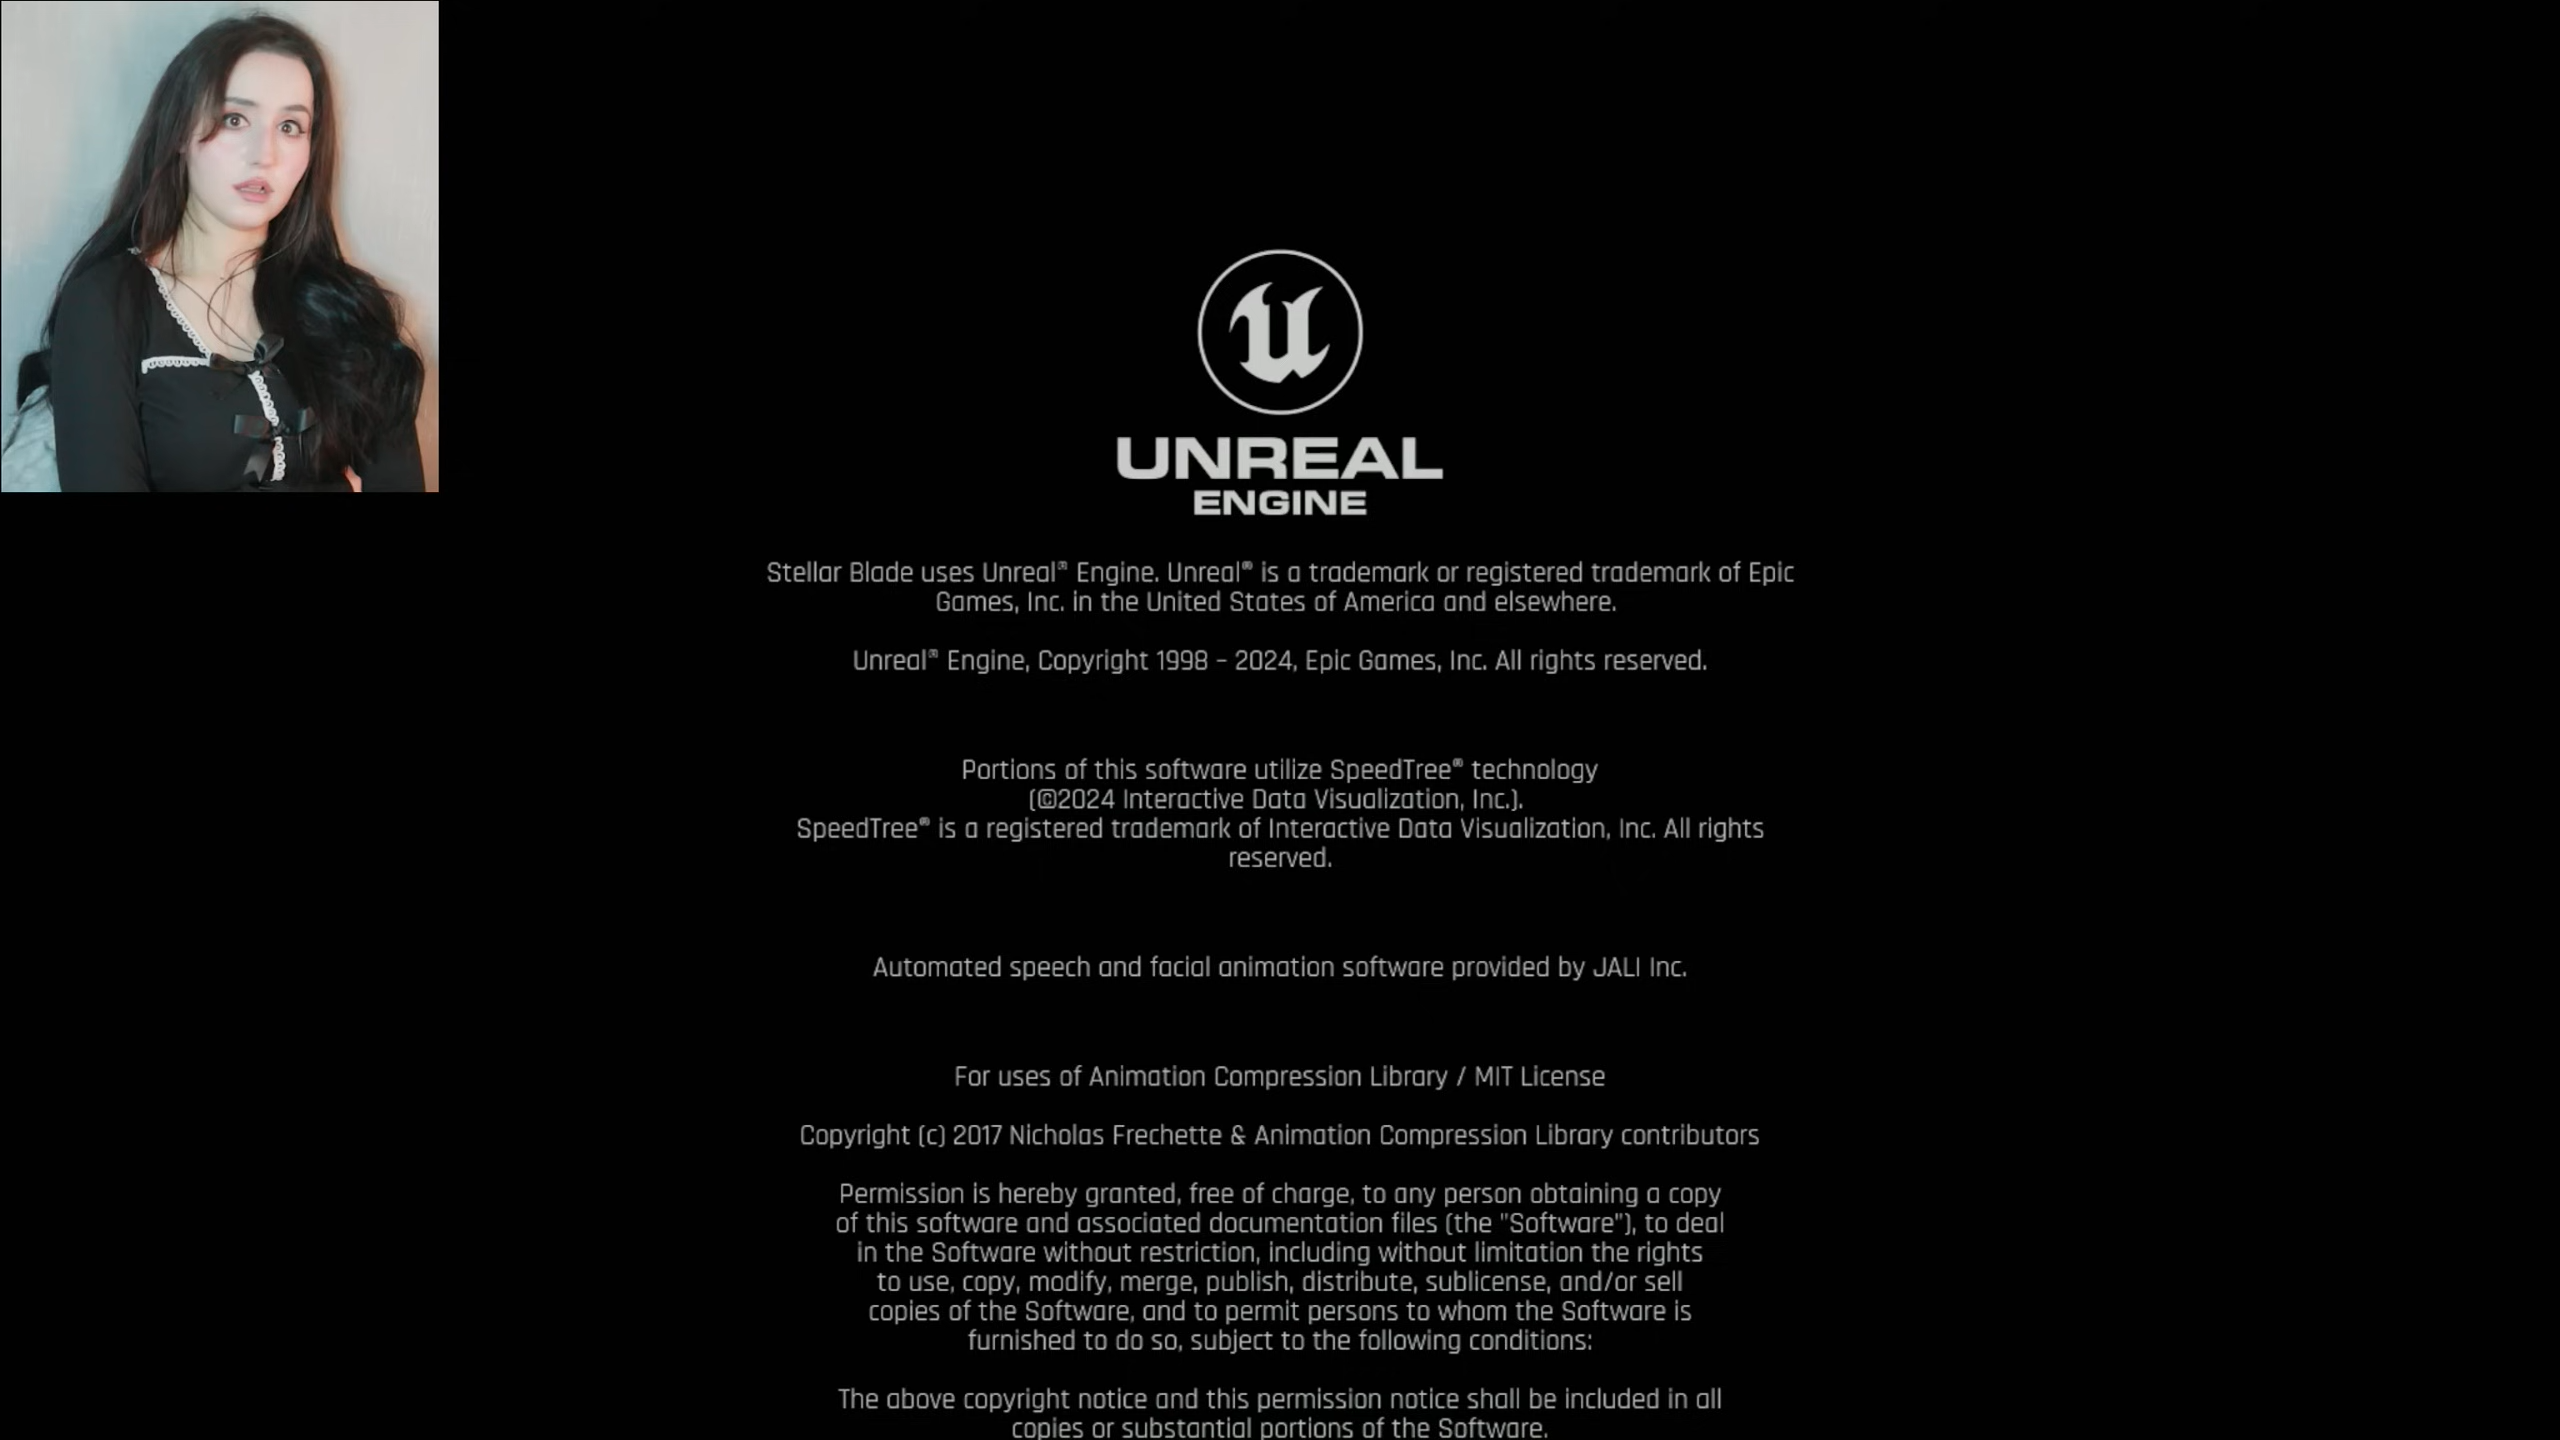 UNREAL
ENGINE
Stellar Blade uses Unreal® Engine. Unreal® is a trademark or registered trademark of Epic
Games, Inc. in the United States of America and elsewhere.
Unreal® Engine, Copyright 1998 – 2024, Epic Games, Inc. All rights reserved.
Portions of this software utilize SpeedTree® technology
(©2024 Interactive Data Visualization, Inc.).
SpeedTree® is a registered trademark of Interactive Data Visualization, Inc. All rights
reserved.
Automated speech and facial animation software provided by JALI Inc.
For uses of Animation Compression Library / MIT License
Copyright (c) 2017 Nicholas Frechette & Animation Compression Library contributors
Permission is hereby granted, free of charge, to any person obtaining a copy
of this software and associated documentation files (the "Software"), to deal
in the Software without restriction, including without limitation the rights
to use, copy, modify, merge, publish, distribute, sublicense, and/or sell
copies of the Software, and to permit persons to whom the Software is
furnished to do so, subject to the following conditions:
The above copyright notice and this permission notice shall be included in all
copies or substantial portions of the Software.